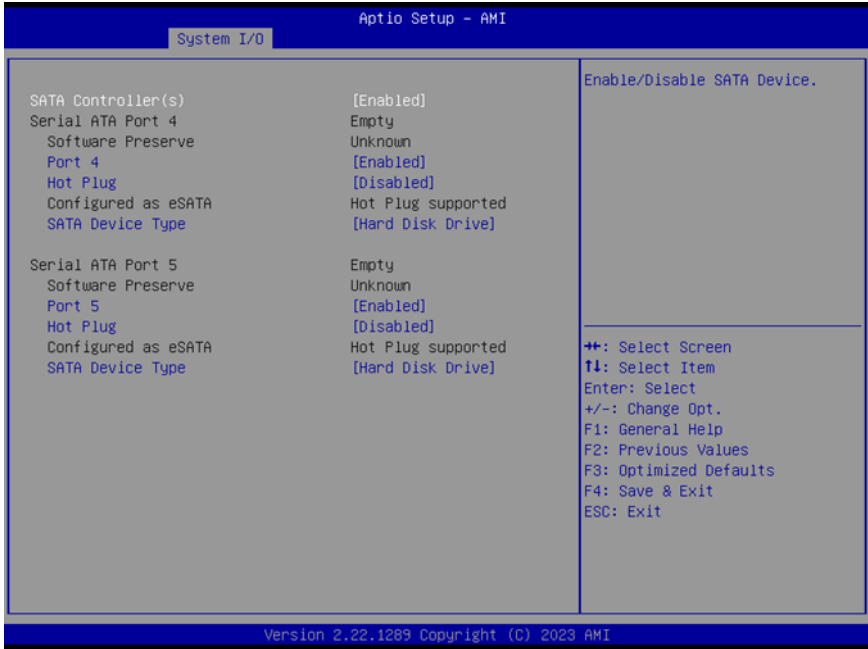 Aptio Setup – AMI
System I/O
SATA Controller(s) [Enabled]
Serial ATA Port 4 Empty
Software Preserve Unknown
Port 4 [Enabled]
Hot Plug [Disabled]
Configured as eSATA Hot Plug supported
SATA Device Type [Hard Disk Drive]
Serial ATA Port 5 Empty
Software Preserve Unknown
Port 5 [Enabled]
Hot Plug [Disabled]
Configured as eSATA Hot Plug supported
SATA Device Type [Hard Disk Drive]
Enable/Disable SATA Device.
→←: Select Screen
↑↓: Select Item
Enter: Select
+/-: Change Opt.
F1: General Help
F2: Previous Values
F3: Optimized Defaults
F4: Save & Exit
ESC: Exit
Version 2.22.1289 Copyright (C) 2023 AMI